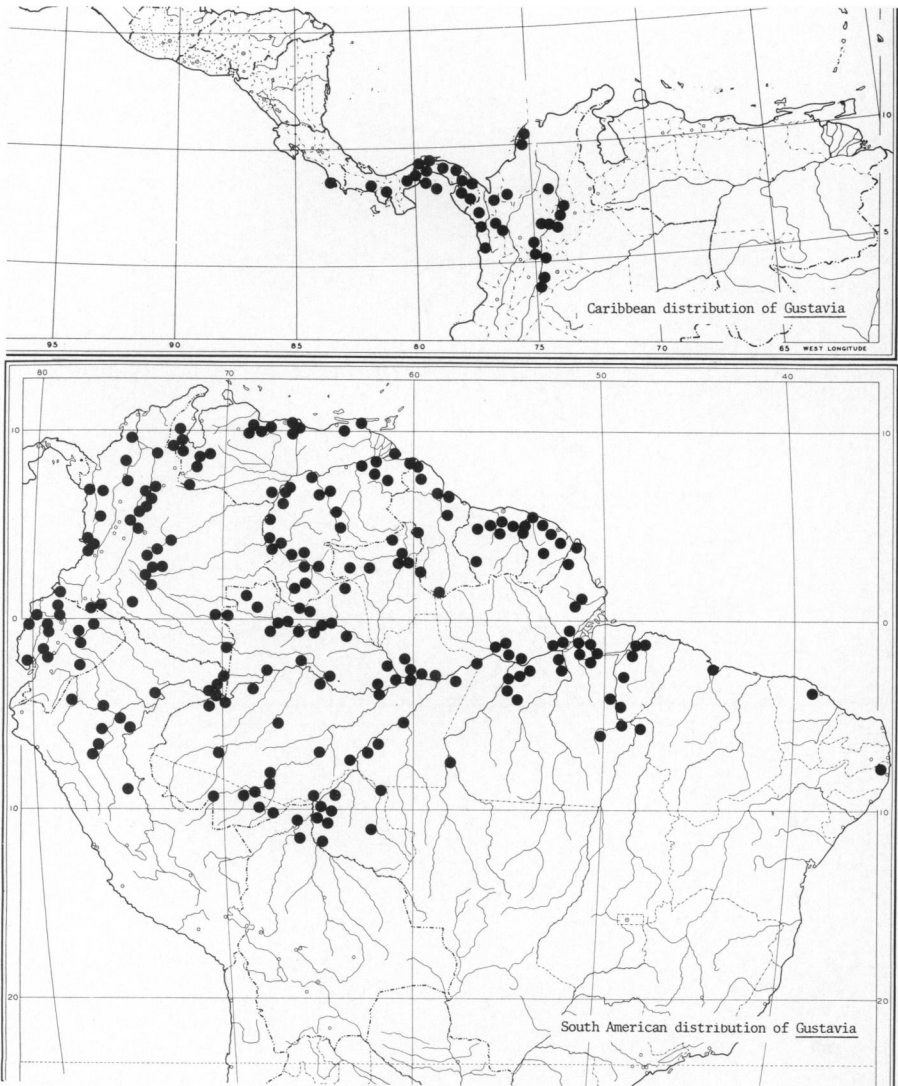 10
5
Caribbean distribution of Gustavia
95 90 85 80 75 70 65 WEST LONGITUDE
80 70 60 50 40
10 10
0 0
10 10
20 20
South American distribution of Gustavia